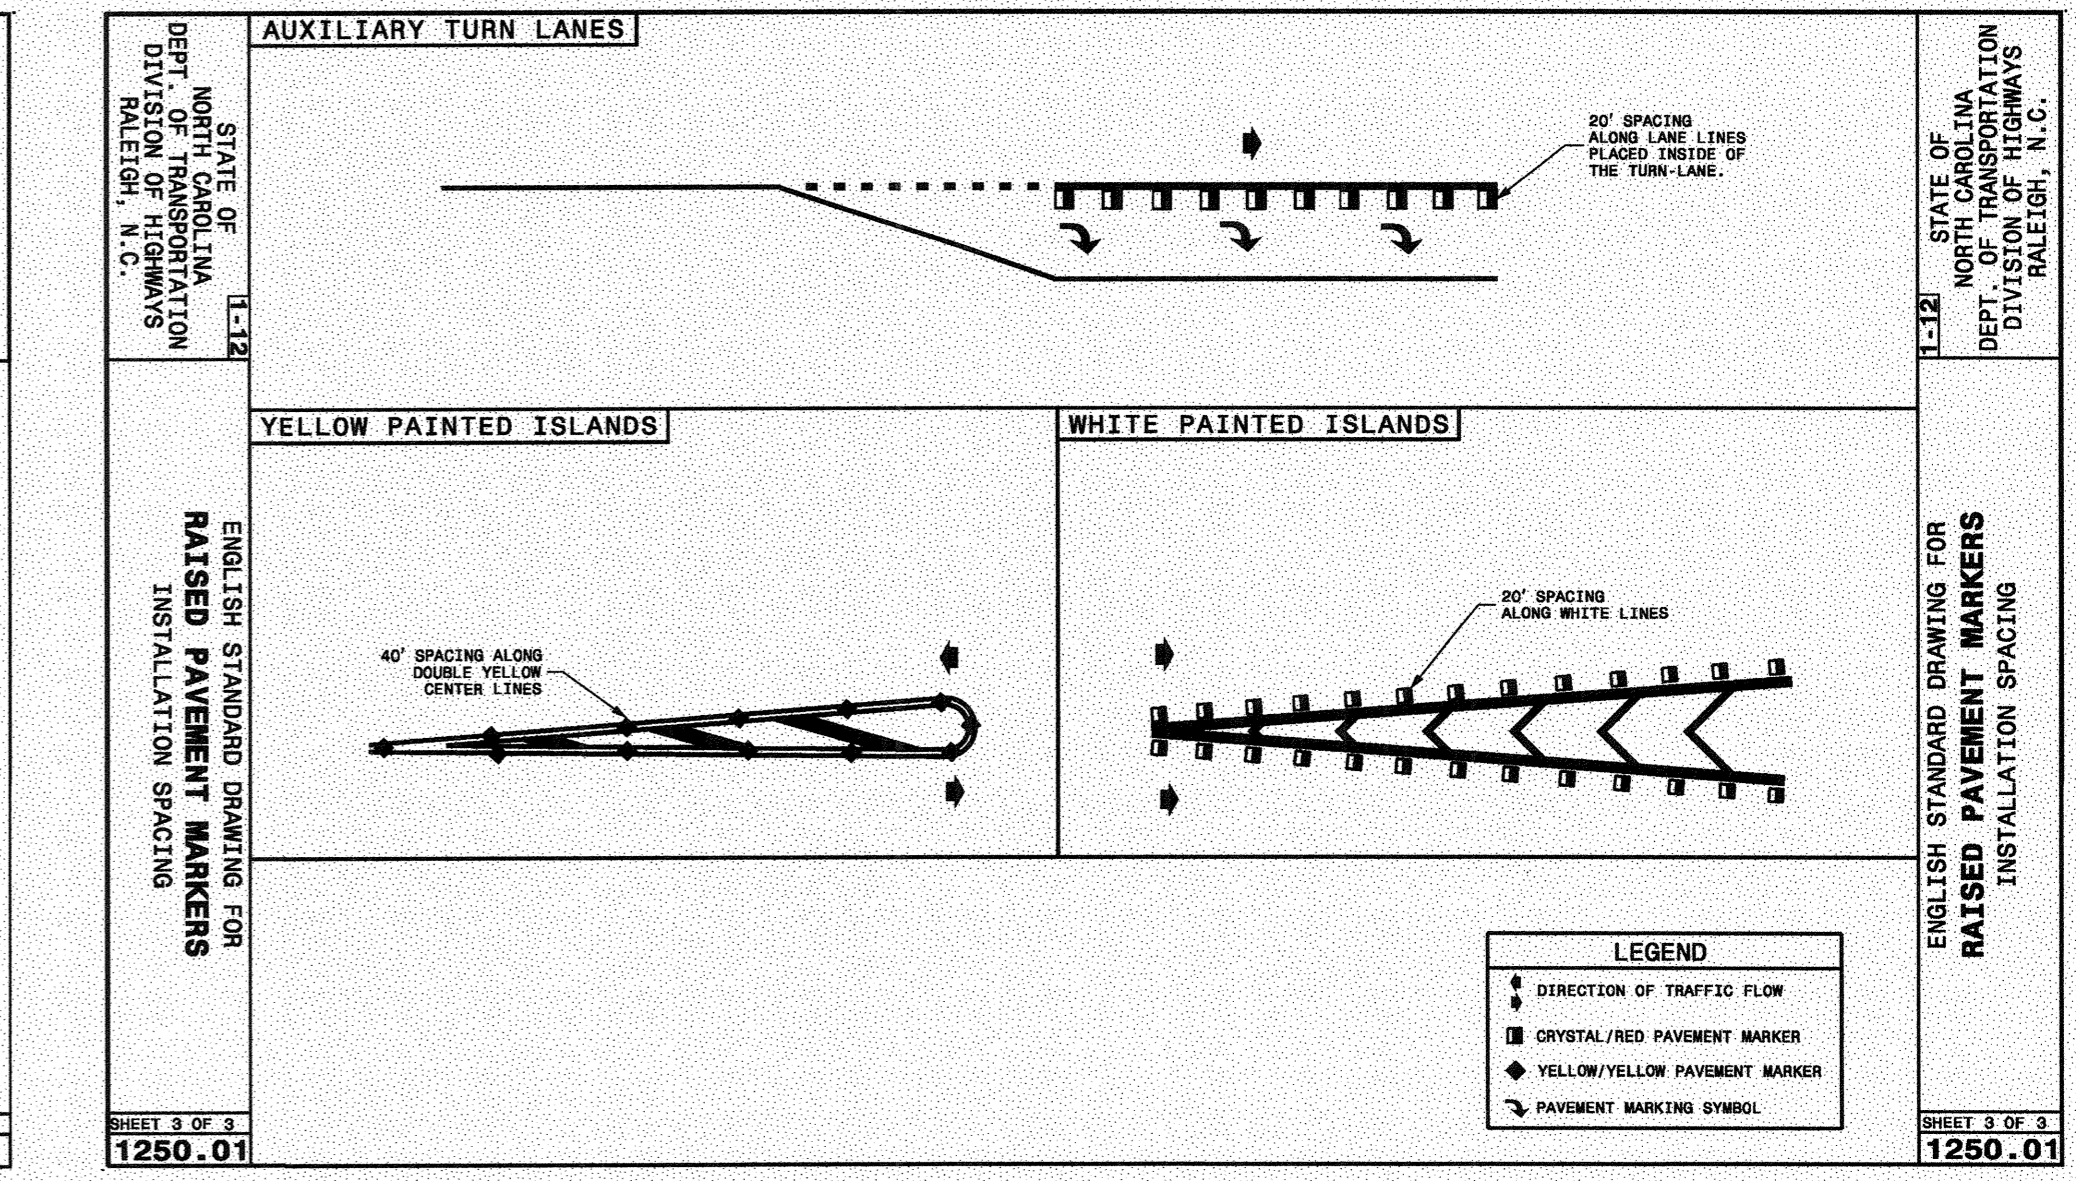 STATE OF
NORTH CAROLINA
DEPT. OF TRANSPORTATION
DIVISION OF HIGHWAYS
RALEIGH, N.C.
1-12
ENGLISH STANDARD DRAWING FOR
RAISED PAVEMENT MARKERS
INSTALLATION SPACING
SHEET 3 OF 3
1250.01
AUXILIARY TURN LANES
20' SPACING
ALONG LANE LINES
PLACED INSIDE OF
THE TURN-LANE.
YELLOW PAINTED ISLANDS
40' SPACING ALONG
DOUBLE YELLOW
CENTER LINES
WHITE PAINTED ISLANDS
20' SPACING
ALONG WHITE LINES
LEGEND
DIRECTION OF TRAFFIC FLOW
CRYSTAL/RED PAVEMENT MARKER
YELLOW/YELLOW PAVEMENT MARKER
PAVEMENT MARKING SYMBOL
STATE OF
NORTH CAROLINA
DEPT. OF TRANSPORTATION
DIVISION OF HIGHWAYS
RALEIGH, N.C.
1-12
ENGLISH STANDARD DRAWING FOR
RAISED PAVEMENT MARKERS
INSTALLATION SPACING
SHEET 3 OF 3
1250.01